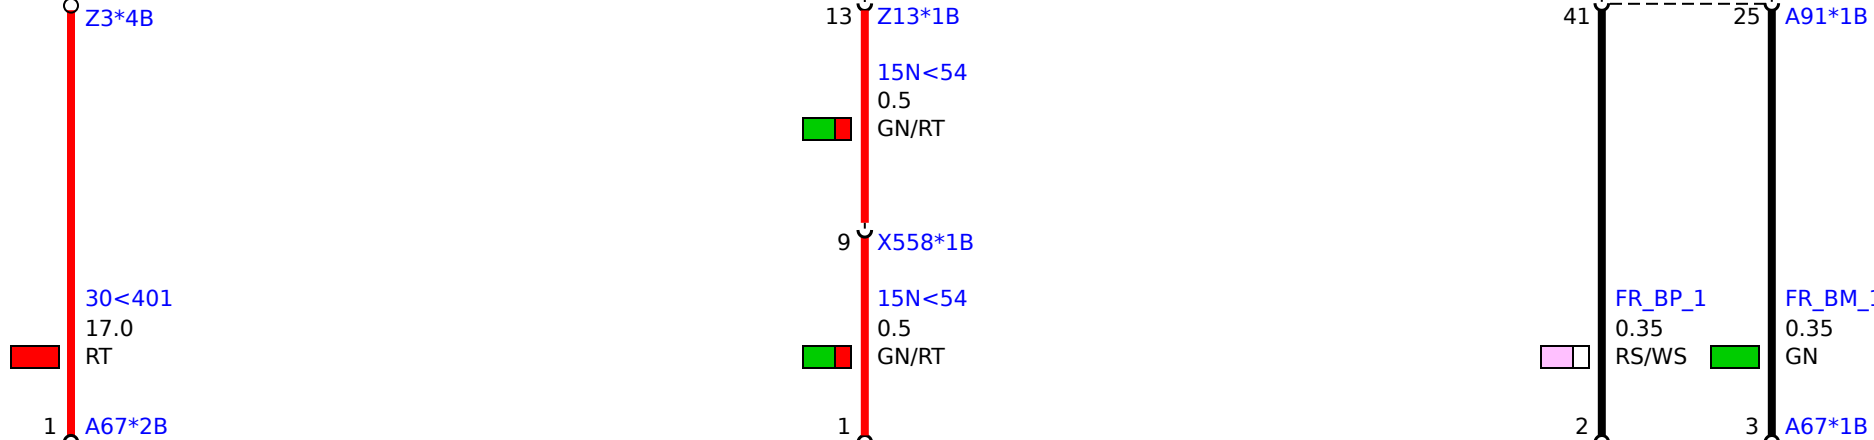 Z3*4B
13 Z13*1B
41
25 A91*1B
15N<54
0.5
GN/RT
9 X558*1B
30<401
17.0
RT
15N<54
0.5
GN/RT
FR_BP_1
0.35
RS/WS
FR_BM_1
0.35
GN
1 A67*2B
1
2
3 A67*1B